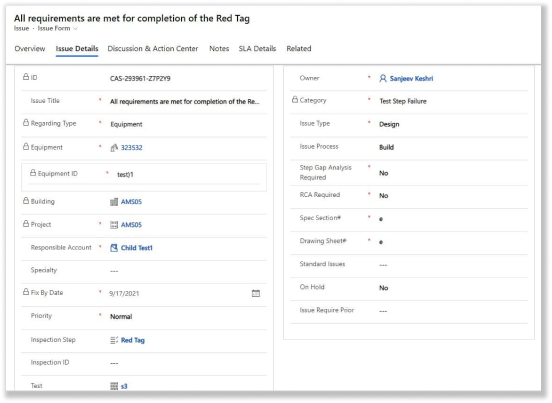 All requirements are met for completion of the Red Tag
Issue · Issue Form
Overview Issue Details Discussion & Action Center Notes SLA Details Related
ID CAS-293961-Z7P2Y9
Issue Title * All requirements are met for completion of the Re...
Regarding Type * Equipment
Equipment * 323532
Equipment ID * test)1
Building AMS05
Project * AMS05
Responsible Account * Child Test1
Specialty ---
Fix By Date * 9/17/2021
Priority * Normal
Inspection Step Red Tag
Inspection ID ---
Test s3
Owner * Sanjeev Keshri
Category * Test Step Failure
Issue Type * Design
Issue Process Build
Step Gap Analysis
Required * No
RCA Required * No
Spec Section# * e
Drawing Sheet# * e
Standard Issues ---
On Hold No
Issue Require Prior ---